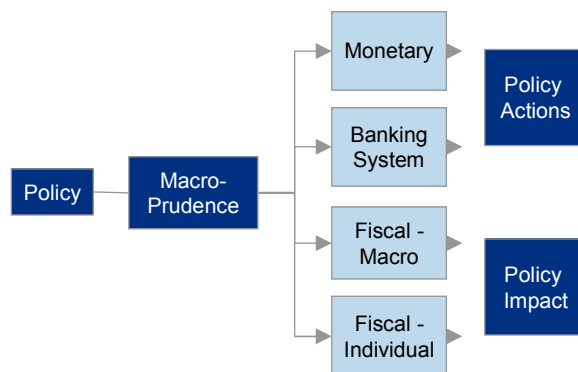 Policy
Macro-
Prudence
Monetary
Banking
System
Fiscal -
Macro
Fiscal -
Individual
Policy
Actions
Policy
Impact